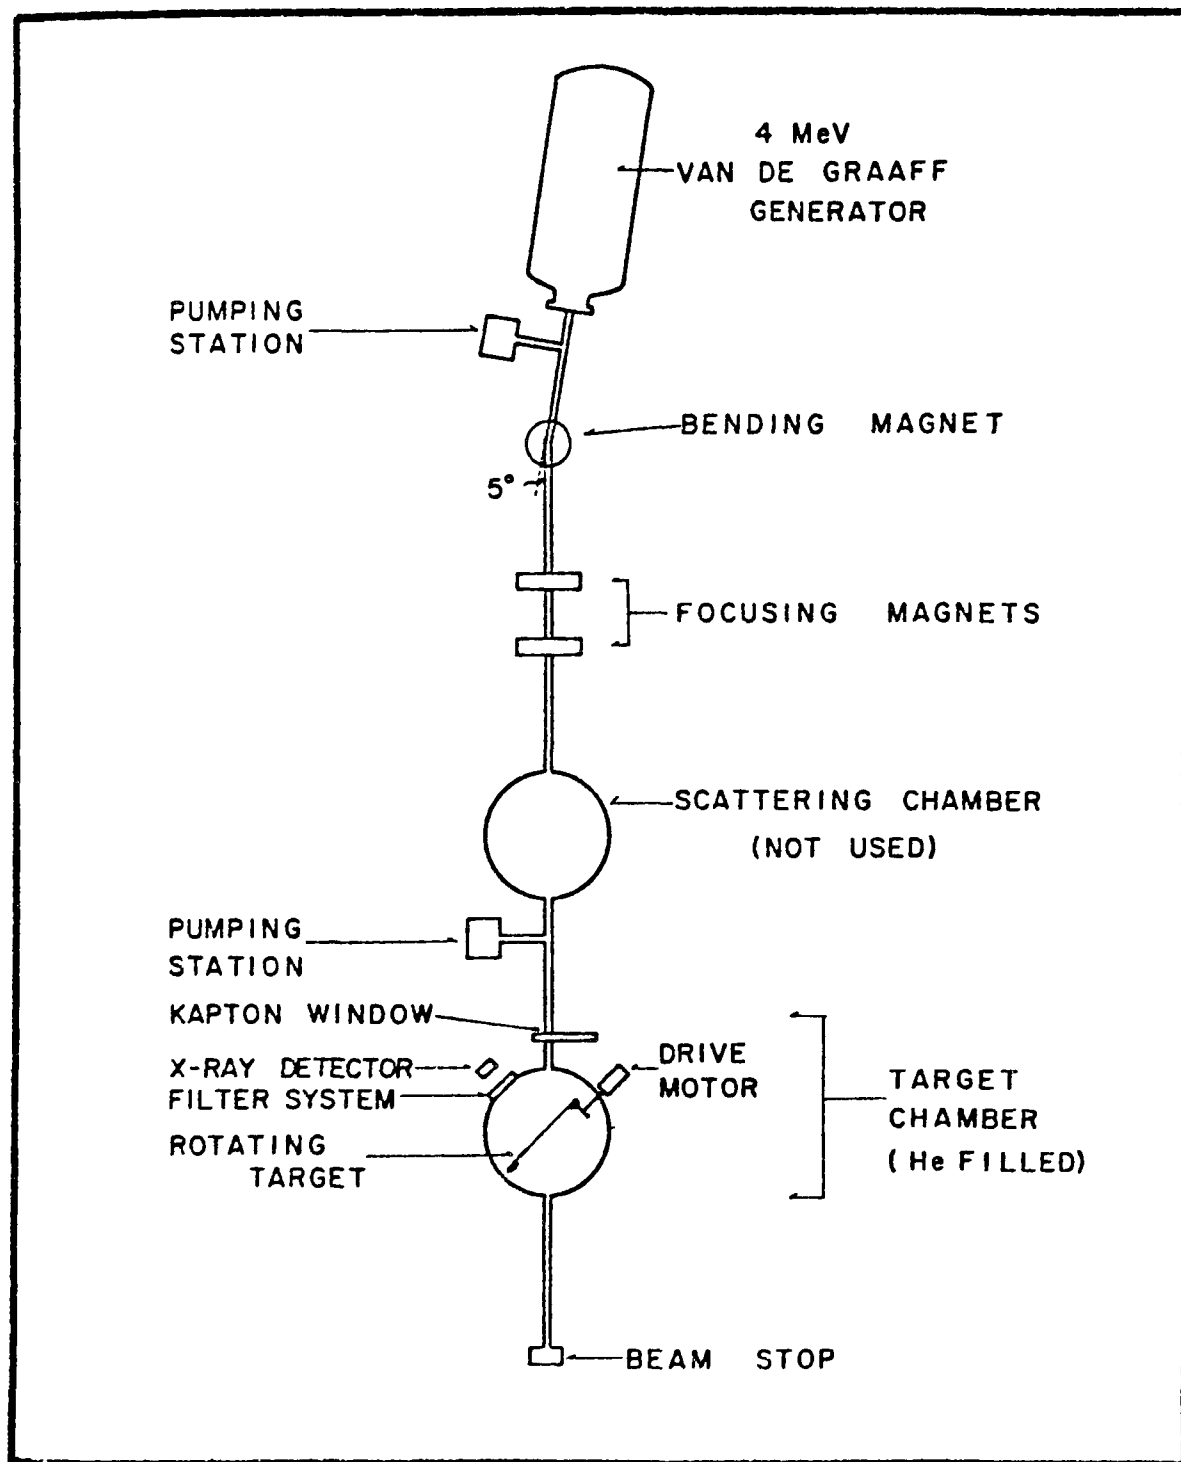 4 MeV
VAN DE GRAAFF
GENERATOR
PUMPING
STATION
BENDING MAGNET
5°
FOCUSING MAGNETS
SCATTERING CHAMBER
(NOT USED)
PUMPING
STATION
KAPTON WINDOW
X-RAY DETECTOR
FILTER SYSTEM
DRIVE
MOTOR
TARGET
CHAMBER
(He FILLED)
ROTATING
TARGET
BEAM STOP